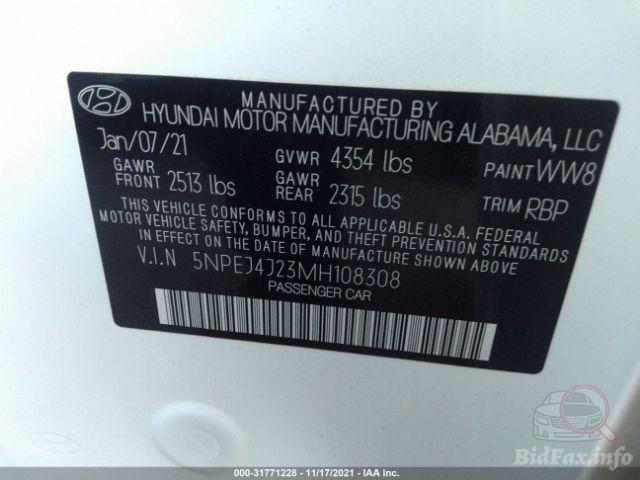 MANUFACTURED BY
HYUNDAI MOTOR MANUFACTURING ALABAMA, LLC
Jan/07/21 GVWR 4354 lbs PAINT WW8
GAWR FRONT 2513 lbs GAWR REAR 2315 lbs TRIM RBP
THIS VEHICLE CONFORMS TO ALL APPLICABLE U.S.A. FEDERAL
MOTOR VEHICLE SAFETY, BUMPER, AND THEFT PREVENTION STANDARDS
IN EFFECT ON THE DATE OF MANUFACTURE SHOWN ABOVE.
V.I.N 5NPEJ4J23MH108308
PASSENGER CAR
BidFax.info
000-31771228 - 11/17/2021 - IAA Inc.